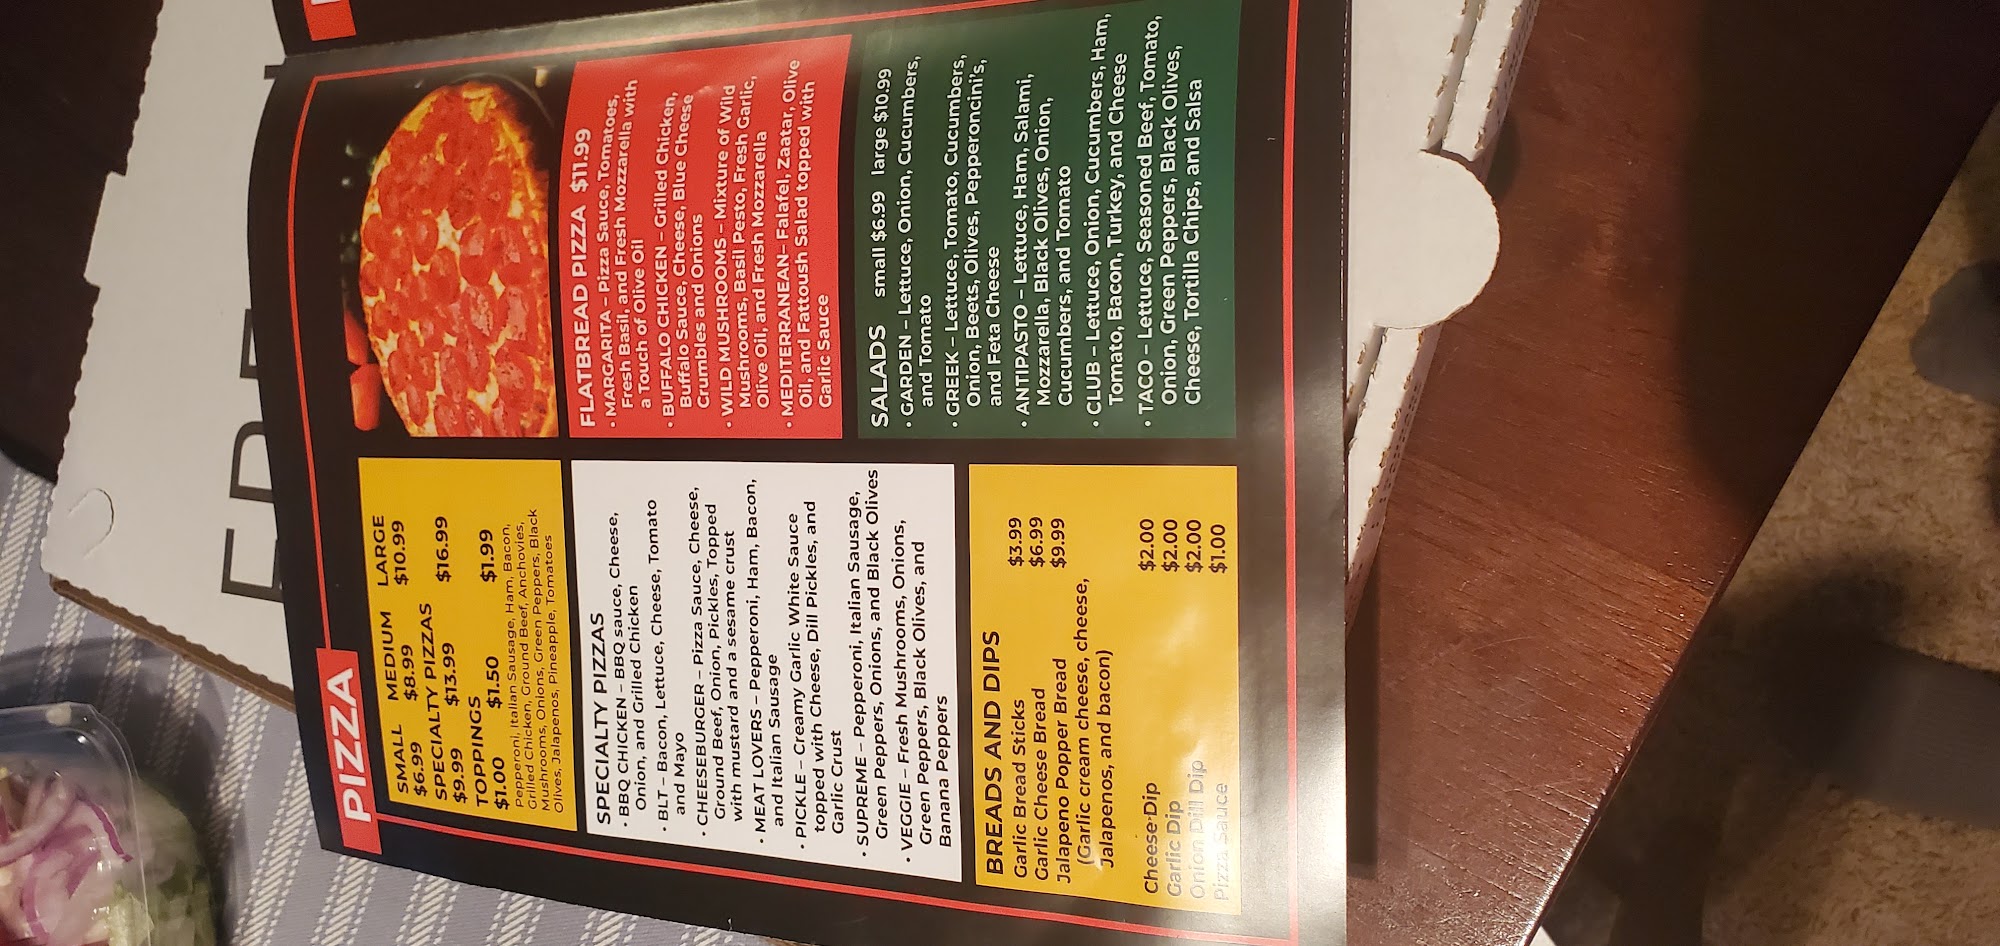 PIZZA
SMALL MEDIUM LARGE
$6.99 $8.99 $10.99
SPECIALTY PIZZAS
$9.99 $13.99 $16.99
TOPPINGS
$1.00 $1.50 $1.99
Pepperoni, Italian Sausage, Ham, Bacon,
Grilled Chicken, Ground Beef, Anchovies,
Mushrooms, Onions, Green Peppers, Black
Olives, Jalapenos, Pineapple, Tomatoes
SPECIALTY PIZZAS
• BBQ CHICKEN – BBQ sauce, Cheese,
Onion, and Grilled Chicken
• BLT – Bacon, Lettuce, Cheese, Tomato
and Mayo
• CHEESEBURGER – Pizza Sauce, Cheese,
Ground Beef, Onion, Pickles, Topped
with mustard and a sesame crust
• MEAT LOVERS – Pepperoni, Ham, Bacon,
and Italian Sausage
• PICKLE – Creamy Garlic White Sauce
topped with Cheese, Dill Pickles, and
Garlic Crust
• SUPREME – Pepperoni, Italian Sausage,
Green Peppers, Onions, and Black Olives
• VEGGIE – Fresh Mushrooms, Onions,
Green Peppers, Black Olives, and
Banana Peppers
BREADS AND DIPS
Garlic Bread Sticks $3.99
Garlic Cheese Bread $6.99
Jalapeno Popper Bread $9.99
(Garlic cream cheese, cheese,
Jalapenos, and bacon)
Cheese Dip $2.00
Garlic Dip $2.00
Onion Dill Dip $2.00
Pizza Sauce $1.00
FLATBREAD PIZZA $11.99
• MARGARITA – Pizza Sauce, Tomatoes,
Fresh Basil, and Fresh Mozzarella with
a Touch of Olive Oil
• BUFFALO CHICKEN – Grilled Chicken,
Buffalo Sauce, Cheese, Blue Cheese
Crumbles and Onions
• WILD MUSHROOMS – Mixture of Wild
Mushrooms, Basil Pesto, Fresh Garlic,
Olive Oil, and Fresh Mozzarella
• MEDITERRANEAN – Falafel, Zaatar, Olive
Oil, and Fattoush Salad topped with
Garlic Sauce
SALADS small $6.99 large $10.99
• GARDEN – Lettuce, Onion, Cucumbers,
and Tomato
• GREEK – Lettuce, Tomato, Cucumbers,
Onion, Beets, Olives, Pepperoncini's,
and Feta Cheese
• ANTIPASTO – Lettuce, Ham, Salami,
Mozzarella, Black Olives, Onion,
Cucumbers, and Tomato
• CLUB – Lettuce, Onion, Cucumbers, Ham,
Tomato, Bacon, Turkey, and Cheese
• TACO – Lettuce, Seasoned Beef, Tomato,
Onion, Green Peppers, Black Olives,
Cheese, Tortilla Chips, and Salsa